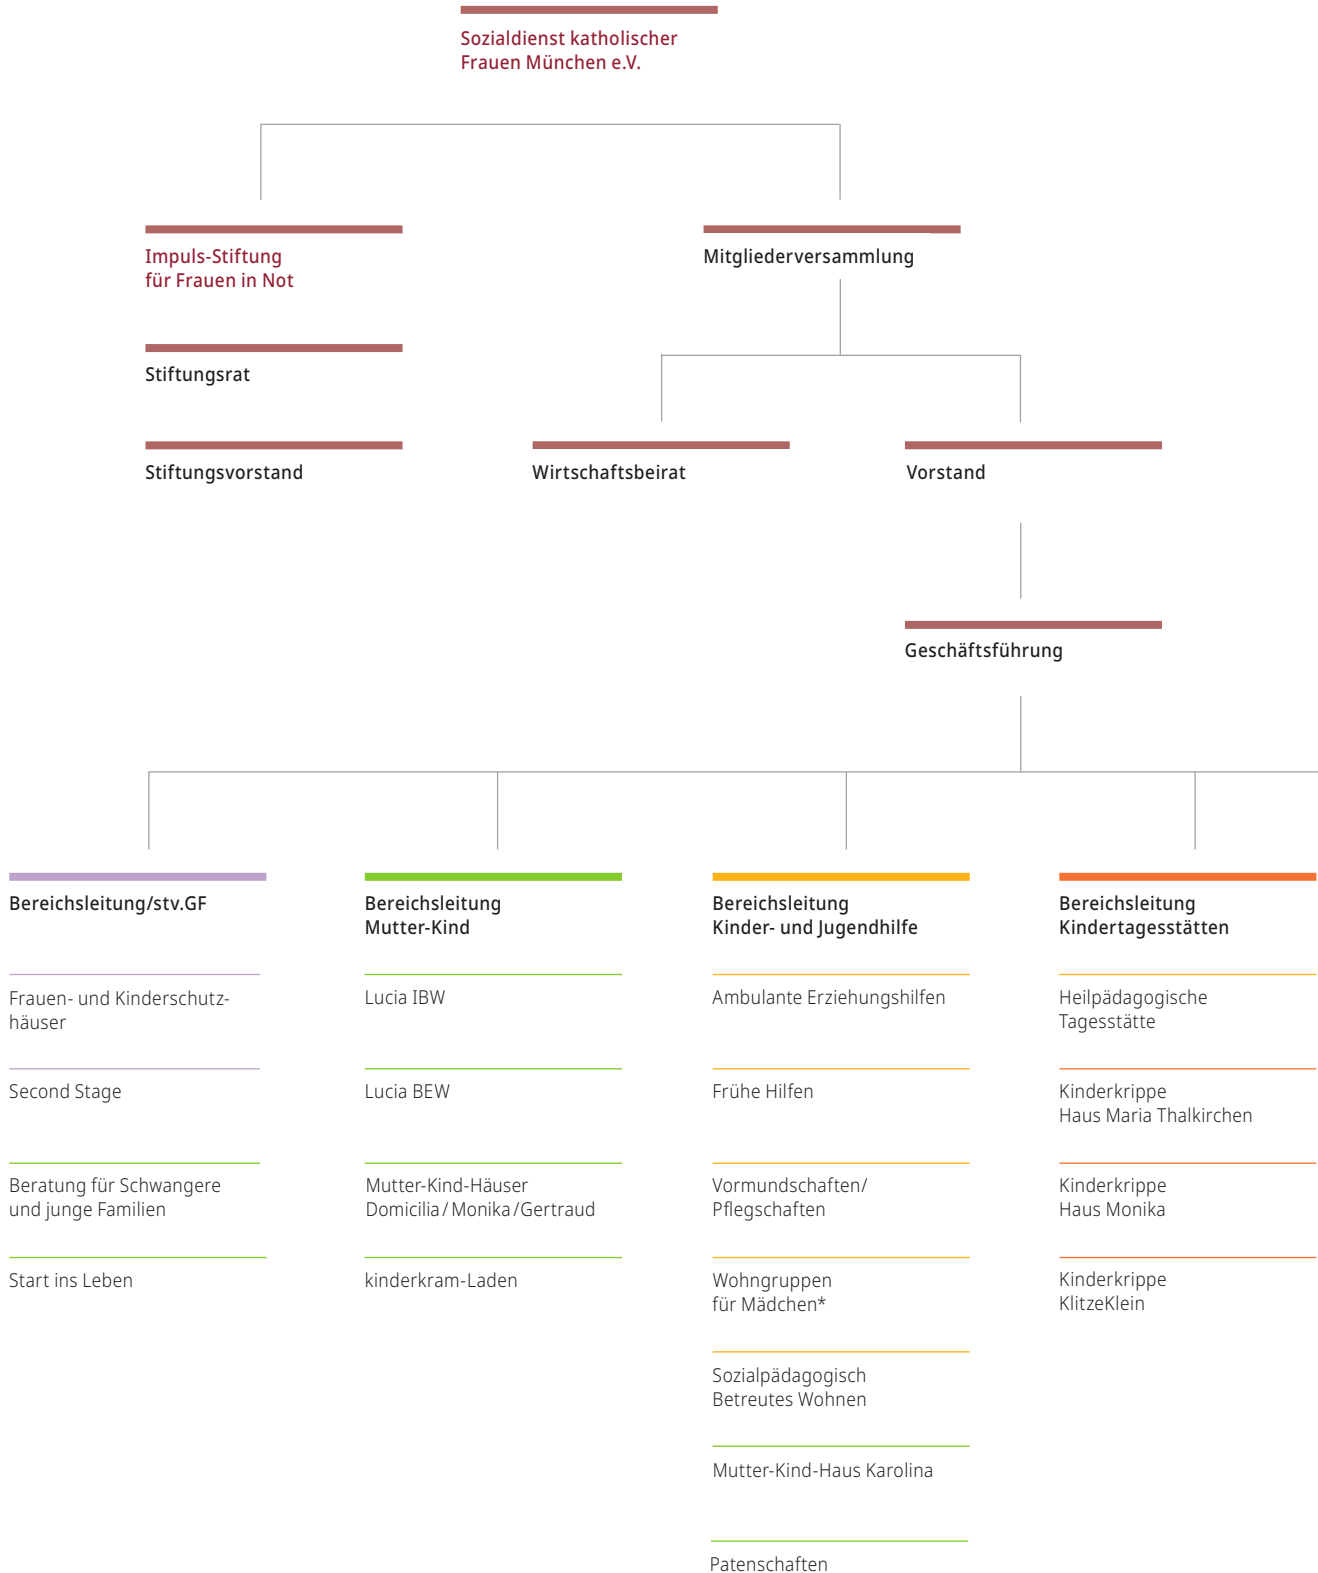 Sozialdienst katholischer
Frauen München e.V.
Impuls-Stiftung
für Frauen in Not
Mitgliederversammlung
Stiftungsrat
Stiftungsvorstand
Wirtschaftsbeirat
Vorstand
Geschäftsführung
Bereichsleitung/stv.GF
Frauen- und Kinderschutz-
häuser
Second Stage
Beratung für Schwangere
und junge Familien
Start ins Leben
Bereichsleitung
Mutter-Kind
Lucia IBW
Lucia BEW
Mutter-Kind-Häuser
Domicilia/Monika/Gertraud
kinderkram-Laden
Bereichsleitung
Kinder- und Jugendhilfe
Ambulante Erziehungshilfen
Frühe Hilfen
Vormundschaften/
Pflegschaften
Wohngruppen
für Mädchen*
Sozialpädagogisch
Betreutes Wohnen
Mutter-Kind-Haus Karolina
Patenschaften
Bereichsleitung
Kindertagesstätten
Heilpädagogische
Tagesstätte
Kinderkrippe
Haus Maria Thalkirchen
Kinderkrippe
Haus Monika
Kinderkrippe
KlitzeKlein